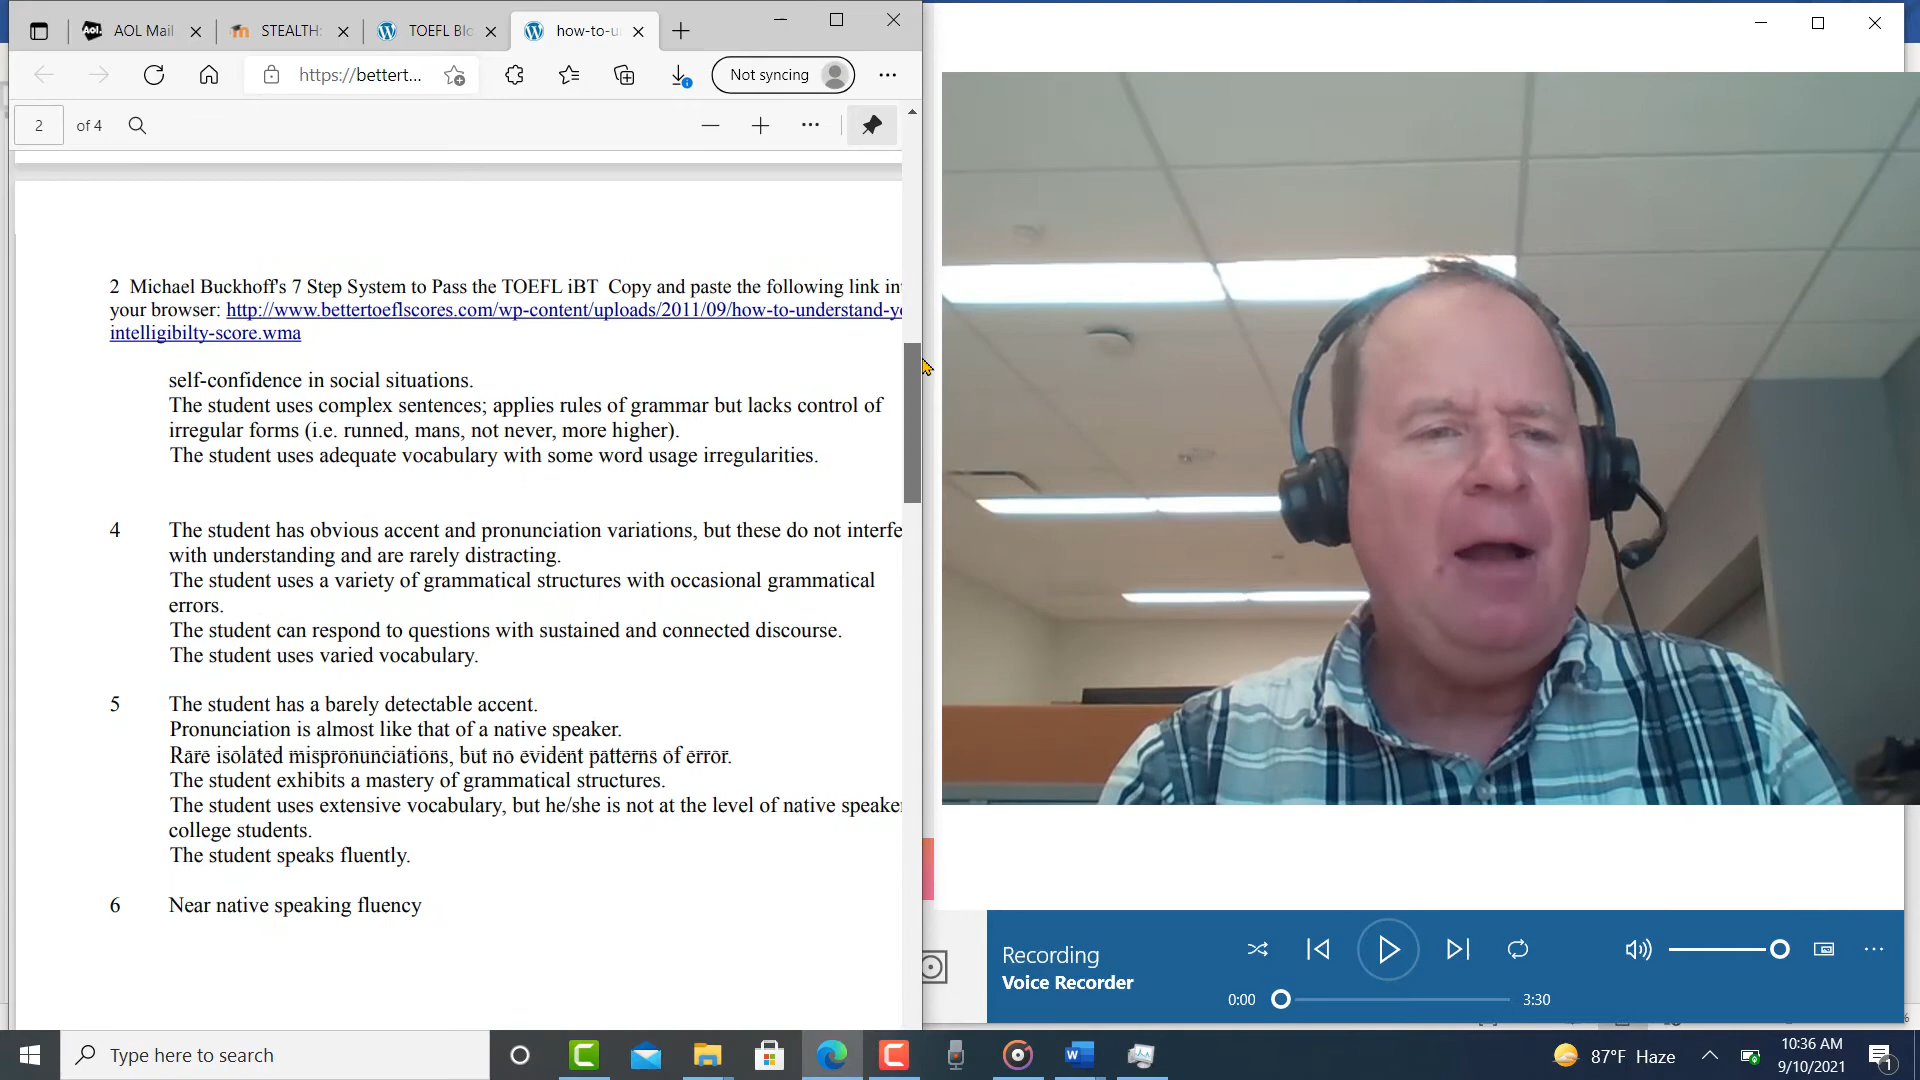 AOL Mail
STEALTH
TOEFL Blo
how-to-u
https://bettert...
Not syncing
2 of 4
2 Michael Buckhoff's 7 Step System to Pass the TOEFL iBT Copy and paste the following link in
your browser: http://www.bettertoeflscores.com/wp-content/uploads/2011/09/how-to-understand-y
intelligibilty-score.wma
self-confidence in social situations.
The student uses complex sentences; applies rules of grammar but lacks control of
irregular forms (i.e. runned, mans, not never, more higher).
The student uses adequate vocabulary with some word usage irregularities.
4 The student has obvious accent and pronunciation variations, but these do not interfe
with understanding and are rarely distracting.
The student uses a variety of grammatical structures with occasional grammatical
errors.
The student can respond to questions with sustained and connected discourse.
The student uses varied vocabulary.
5 The student has a barely detectable accent.
Pronunciation is almost like that of a native speaker.
Rare isolated mispronunciations, but no evident patterns of error.
The student exhibits a mastery of grammatical structures.
The student uses extensive vocabulary, but he/she is not at the level of native speake
college students.
The student speaks fluently.
6 Near native speaking fluency
Recording
Voice Recorder
0:00
3:30
Type here to search
87°F Haze
10:36 AM
9/10/2021
1